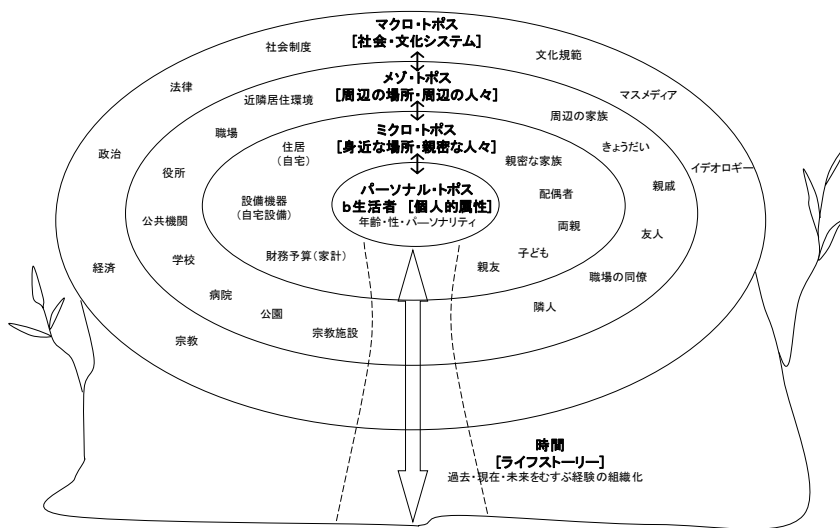 マクロ・トポス
[社会・文化システム]
社会制度
文化規範
法律
マスメディア
メゾ・トポス
[周辺の場所・周辺の人々]
近隣居住環境
周辺の家族
職場
ミクロ・トポス
[身近な場所・親密な人々]
住居
(自宅)
きょうだい
政治
役所
親密な家族
イデオロギー
パーソナル・トポス
b生活者 [個人的属性]
年齢・性・パーソナリティ
設備機器
(自宅設備)
配偶者
親戚
公共機関
両親
友人
経済
学校
財務予算(家計)
子ども
親友
職場の同僚
病院
公園
隣人
宗教
宗教施設
時間
[ライフストーリー]
過去・現在・未来をむすぶ経験の組織化